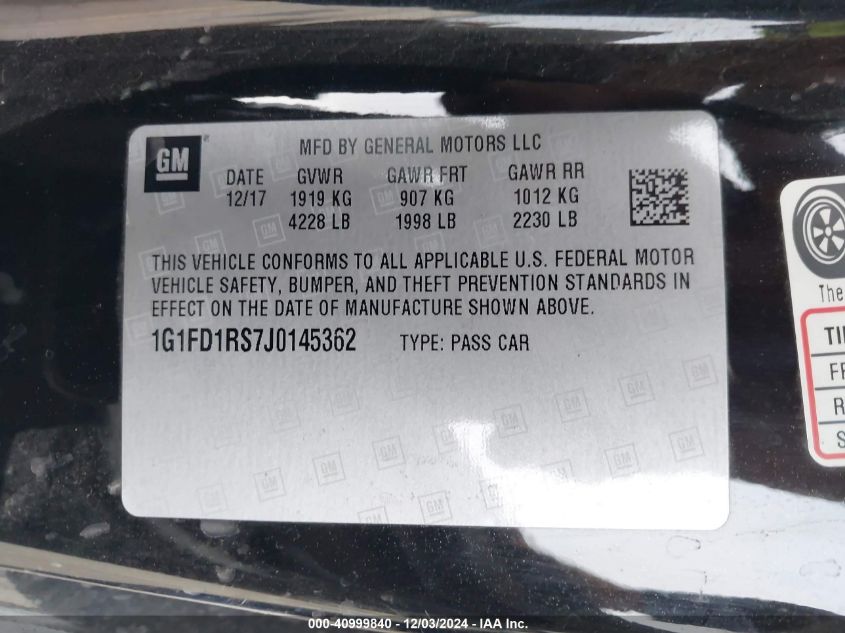 GM
MFD BY GENERAL MOTORS LLC
DATE GVWR GAWR FRT GAWR RR
12/17 1919 KG 907 KG 1012 KG
4228 LB 1998 LB 2230 LB
THIS VEHICLE CONFORMS TO ALL APPLICABLE U.S. FEDERAL MOTOR
VEHICLE SAFETY, BUMPER, AND THEFT PREVENTION STANDARDS IN
EFFECT ON THE DATE OF MANUFACTURE SHOWN ABOVE.
1G1FD1RS7J0145362 TYPE: PASS CAR
The
TI
FR
R
S
000-40999840 - 12/03/2024 - IAA Inc.